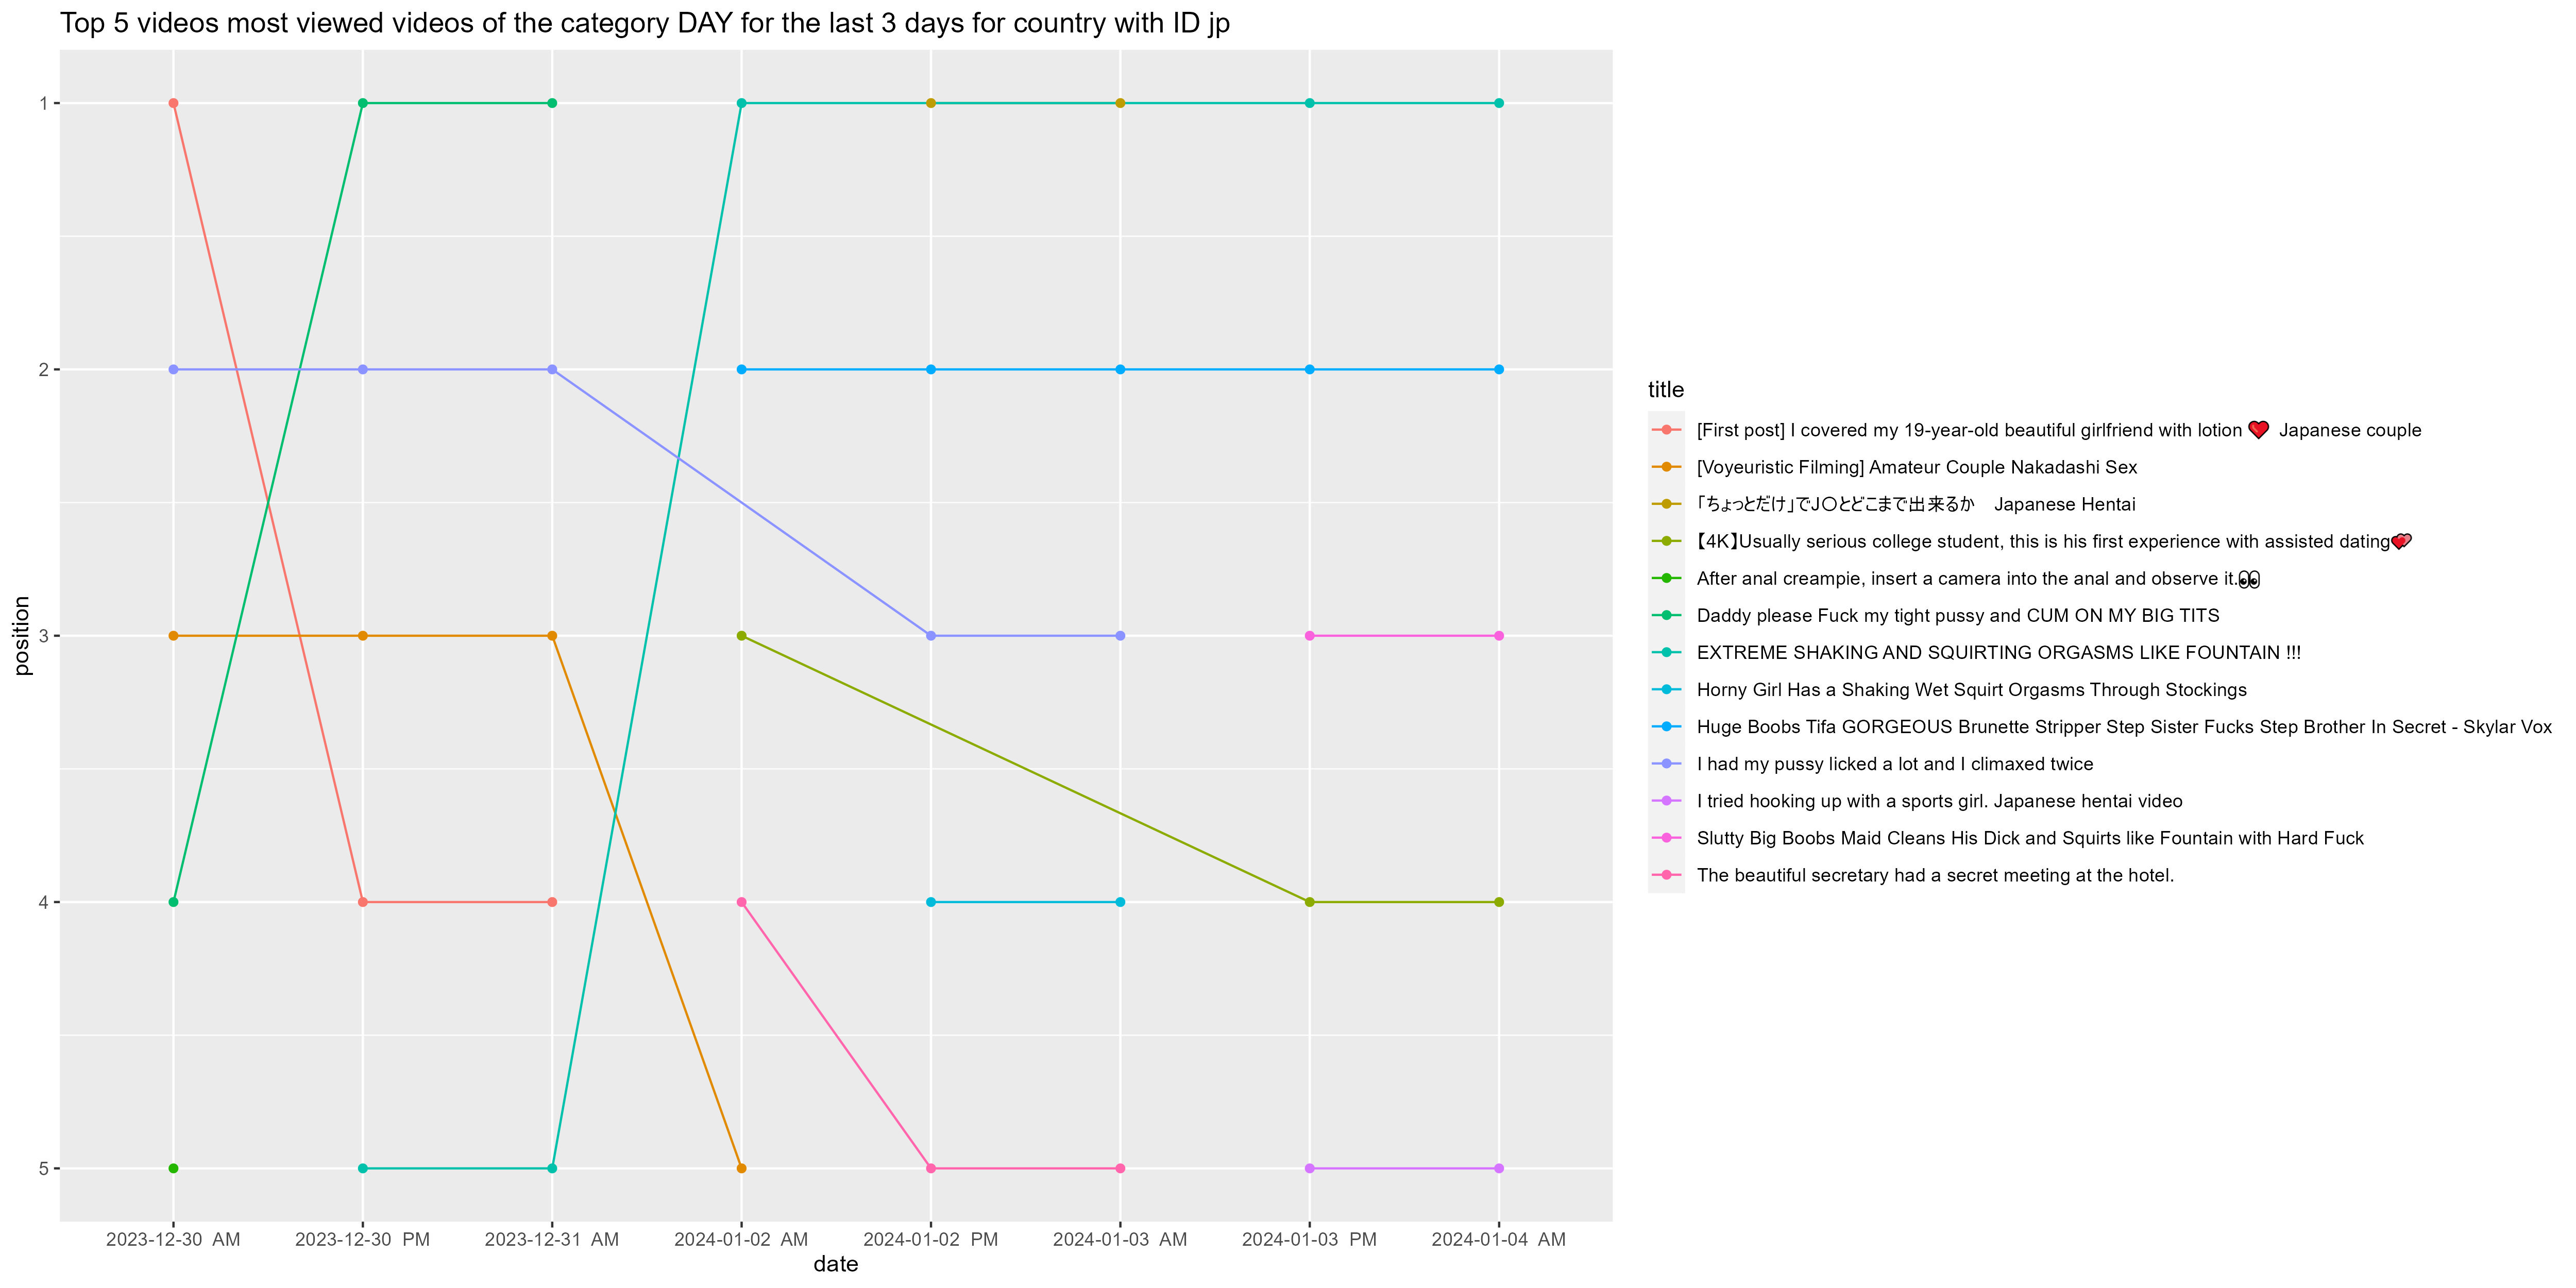 Top 5 videos most viewed videos of the category DAY for the last 3 days for country with ID jp
position
1
2
3
4
5
2023-12-30 AM
2023-12-30 PM
2023-12-31 AM
2024-01-02 AM
2024-01-02 PM
2024-01-03 AM
2024-01-03 PM
2024-01-04 AM
date
title
[First post] I covered my 19-year-old beautiful girlfriend with lotion ❤️ Japanese couple
[Voyeuristic Filming] Amateur Couple Nakadashi Sex
「ちょっとだけ」でJ〇とどこまで出来るか　Japanese Hentai
【4K】Usually serious college student, this is his first experience with assisted dating💕
After anal creampie, insert a camera into the anal and observe it.👀
Daddy please Fuck my tight pussy and CUM ON MY BIG TITS
EXTREME SHAKING AND SQUIRTING ORGASMS LIKE FOUNTAIN !!!
Horny Girl Has a Shaking Wet Squirt Orgasms Through Stockings
Huge Boobs Tifa GORGEOUS Brunette Stripper Step Sister Fucks Step Brother In Secret - Skylar Vox
I had my pussy licked a lot and I climaxed twice
I tried hooking up with a sports girl. Japanese hentai video
Slutty Big Boobs Maid Cleans His Dick and Squirts like Fountain with Hard Fuck
The beautiful secretary had a secret meeting at the hotel.